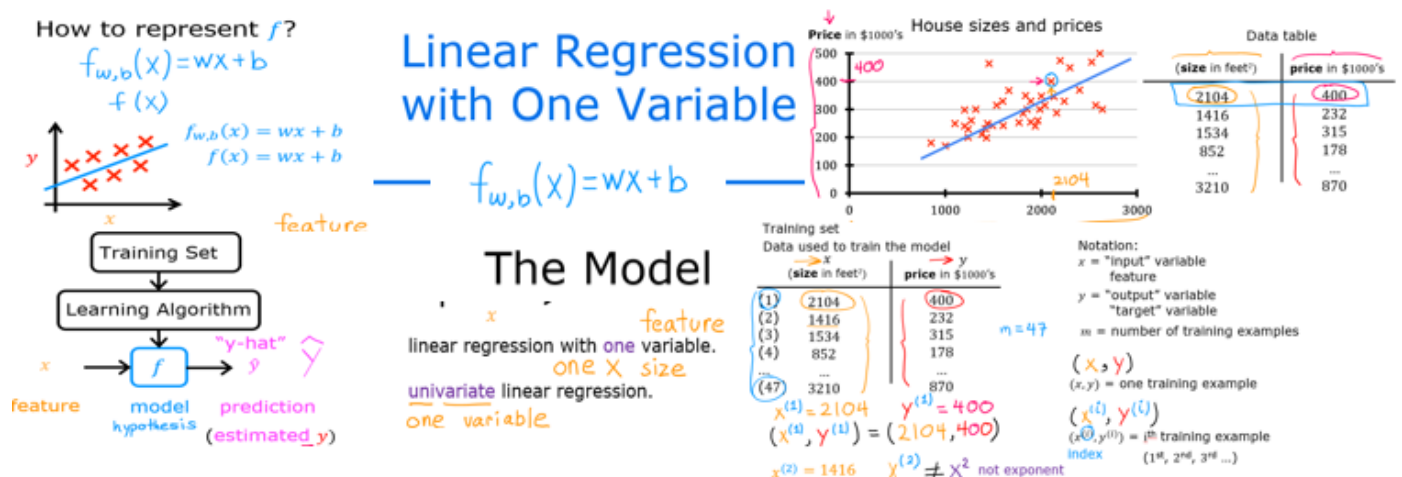 How to represent f?
f_{w,b}(x) = wx + b
f(x)
y
f_{w,b}(x) = wx + b
f(x) = wx + b
x
feature
Training Set
Learning Algorithm
x
f
"y-hat"
ŷ
ŷ
feature
model
hypothesis
prediction
(estimated y)
Linear Regression
with One Variable
f_{w,b}(x) = wx + b
The Model
x
feature
linear regression with one variable.
one x size
univariate linear regression.
one variable
House sizes and prices
Price in $1000's
500
400
400
300
200
100
0
2104
0 1000 2000 3000
Data table
(size in feet²) price in $1000's
2104 400
1416 232
1534 315
852 178
... ...
3210 870
Training set
Data used to train the model
x y
(size in feet²) price in $1000's
(1) 2104 400
(2) 1416 232
(3) 1534 315
(4) 852 178
... ... ...
(47) 3210 870
m=47
x^{(1)} = 2104 y^{(1)} = 400
(x^{(1)}, y^{(1)}) = (2104, 400)
x^{(2)} = 1416 x^{(2)} ≠ x² not exponent
Notation:
x = "input" variable
feature
y = "output" variable
"target" variable
m = number of training examples
(x, y)
(x, y) = one training example
(x^{(i)}, y^{(i)})
(x^{(i)}, y^{(i)}) = iᵗʰ training example
index
(1ˢᵗ, 2ⁿᵈ, 3ʳᵈ ...)